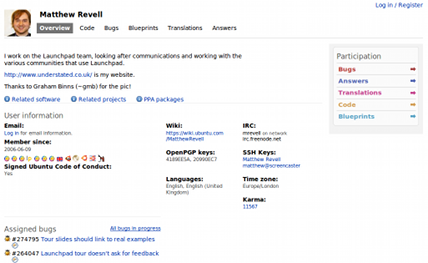 Log in / Register
Matthew Revell
Overview Code Bugs Blueprints Translations Answers
I work on the Launchpad team, looking after communications and working with the
various communities that use Launchpad.
http://www.understated.co.uk/ is my website.
Thanks to Graham Binns (~gmb) for the pic!
Related software Related projects PPA packages
Participation
Bugs
Answers
Translations
Code
Blueprints
User information
Email:
Log in for email information.
Member since:
2006-06-09
Signed Ubuntu Code of Conduct:
Yes
Wiki:
https://wiki.ubuntu.com
/MatthewRevell
OpenPGP keys:
Languages:
English, English (United
Kingdom)
IRC:
mrevell on network
irc.freenode.net
SSH Keys:
Matthew Revell
matthew@screencaster
Time zone:
Europe/London
Karma:
11567
Assigned bugs
All bugs in progress
#274795 Tour slides should link to real examples
#264047 Launchpad tour doesn't ask for feedback